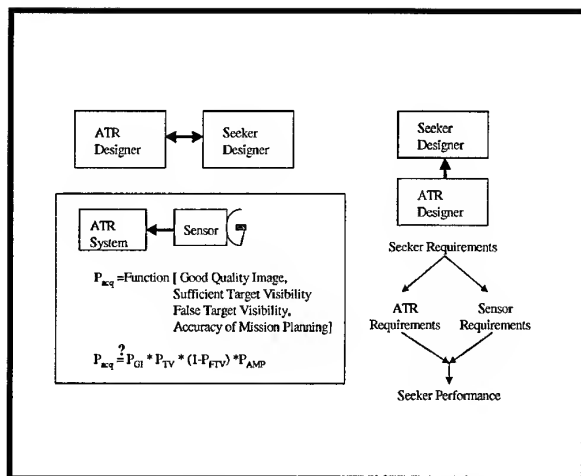 ATR
Designer
Seeker
Designer
ATR
System
Sensor
P_acq =Function [ Good Quality Image,
Sufficient Target Visibility
False Target Visibility,
Accuracy of Mission Planning]
P_acq ?= P_GI * P_TV * (1-P_FTV) *P_AMP
Seeker
Designer
ATR
Designer
Seeker Requirements
ATR
Requirements
Sensor
Requirements
Seeker Performance